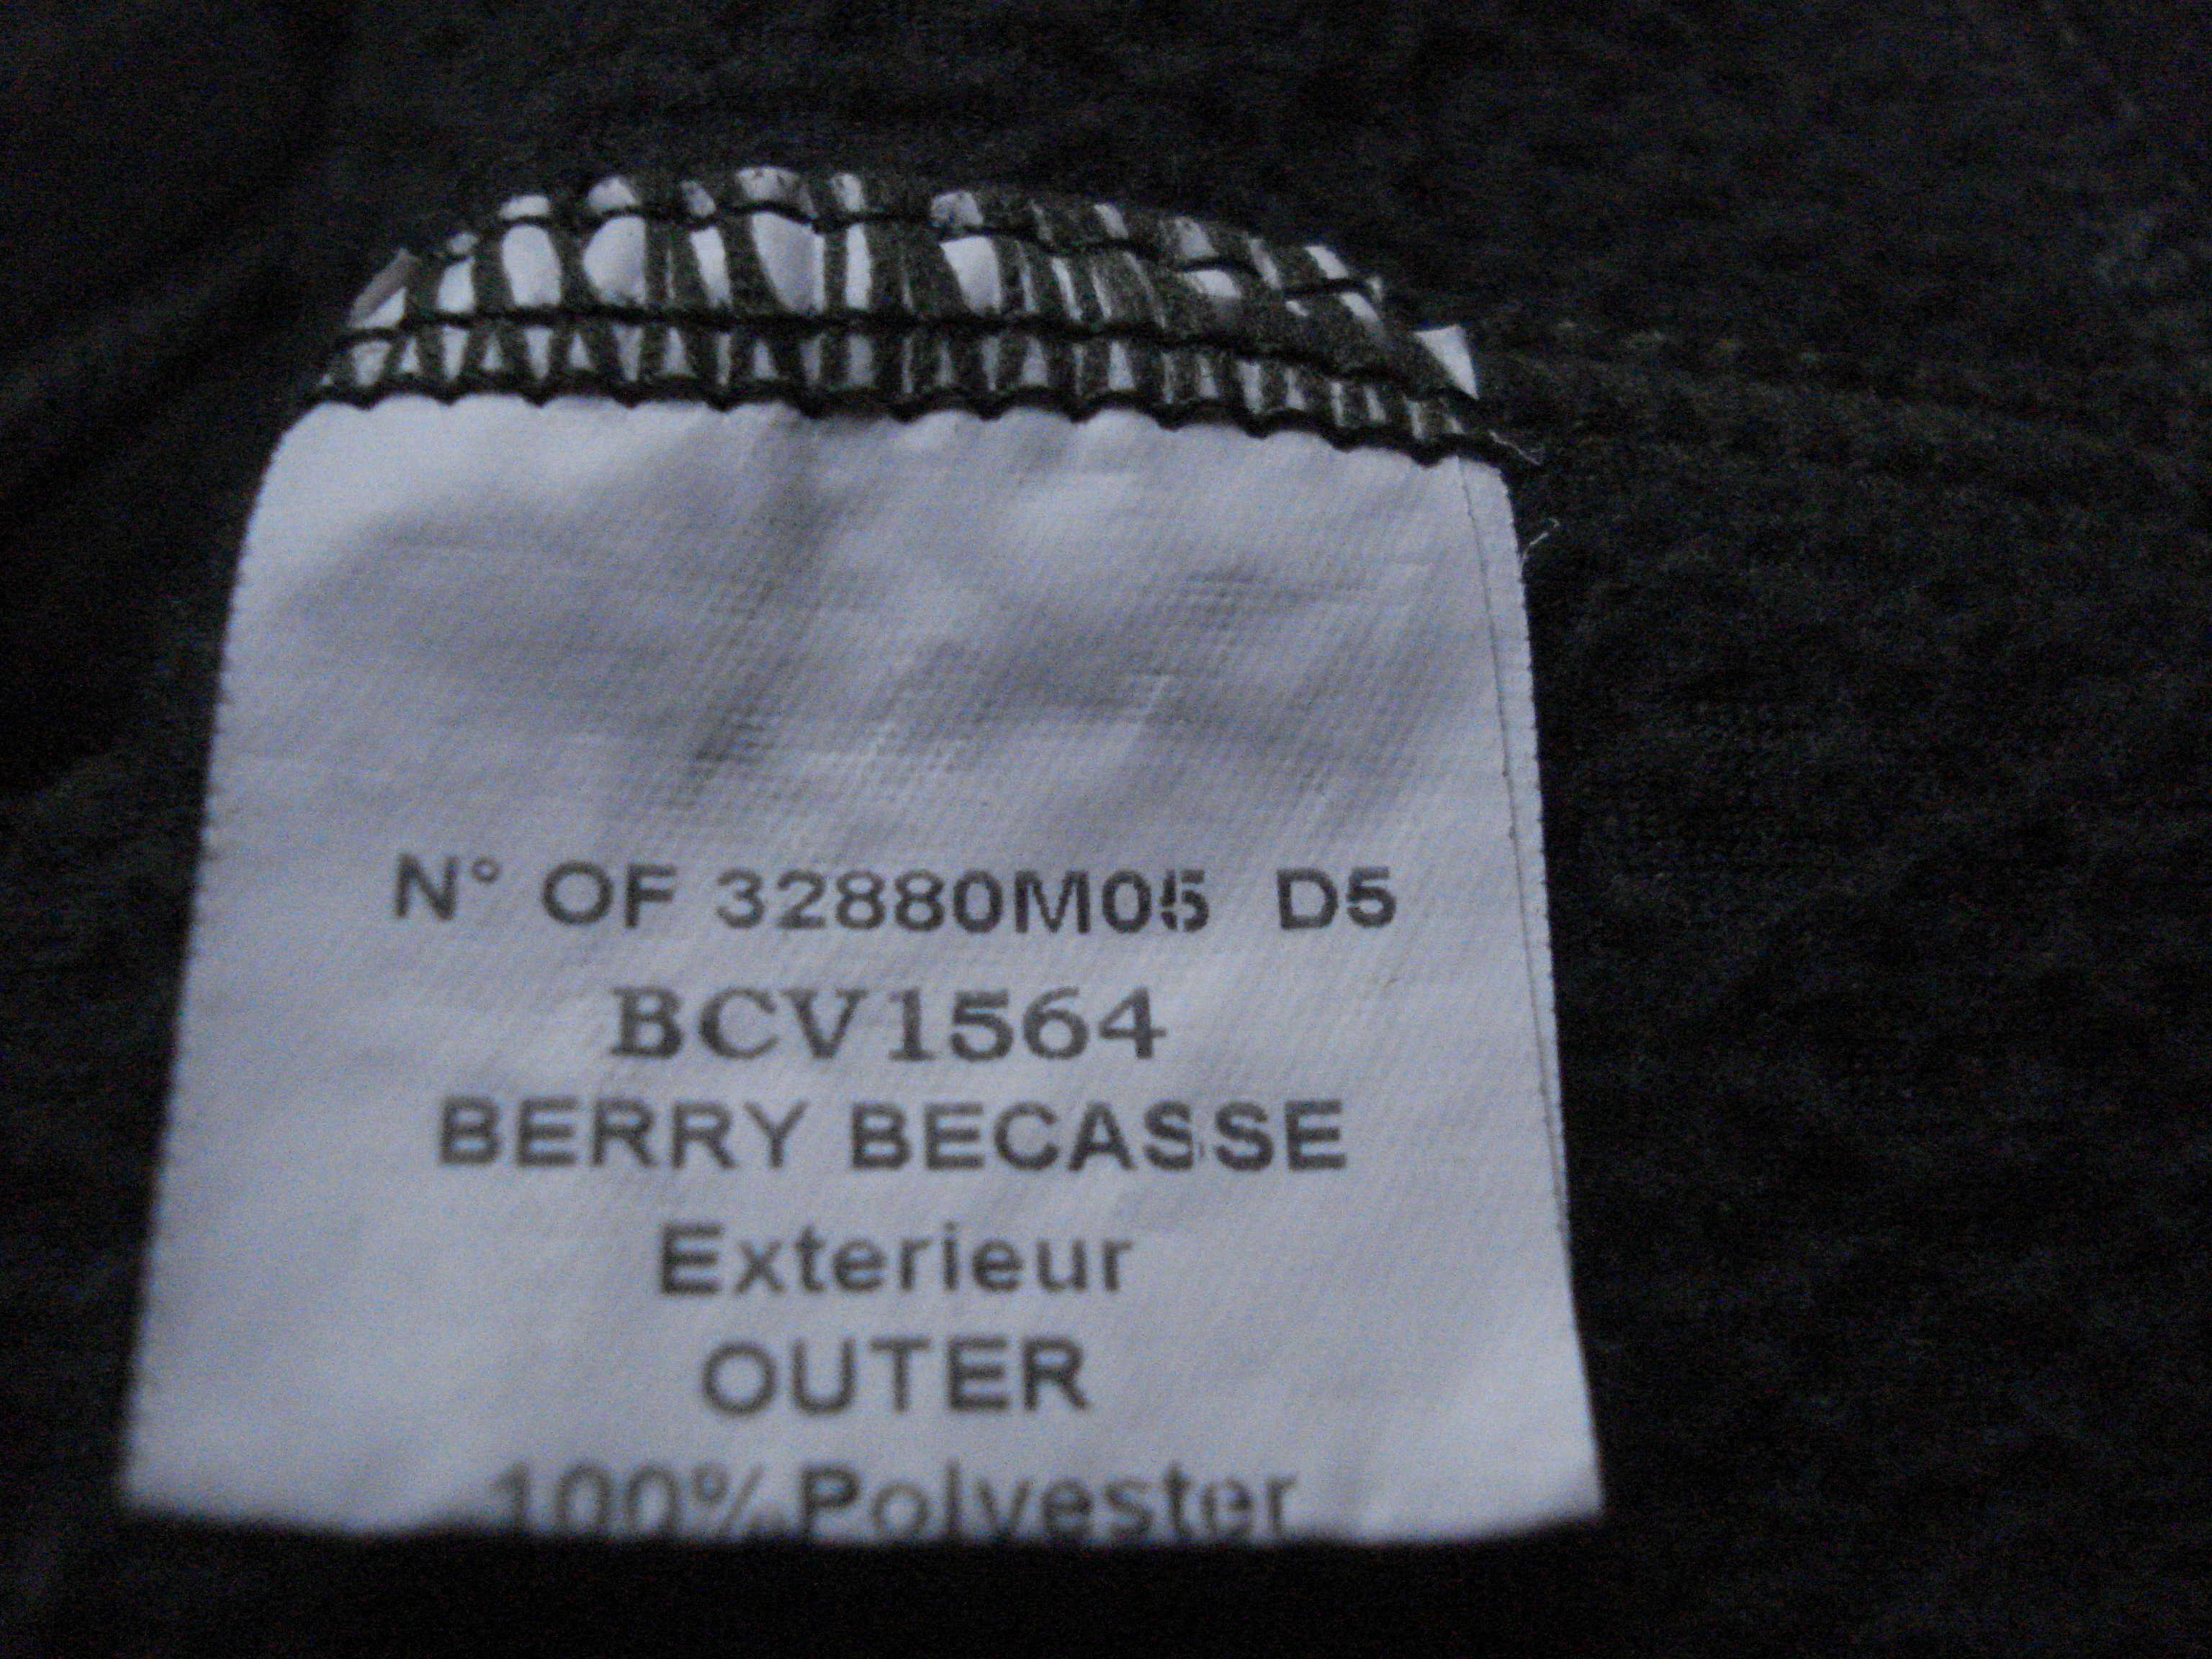 N° OF 32880M05 D5
BCV1564
BERRY BECASSE
Exterieur
OUTER
100% Polyester